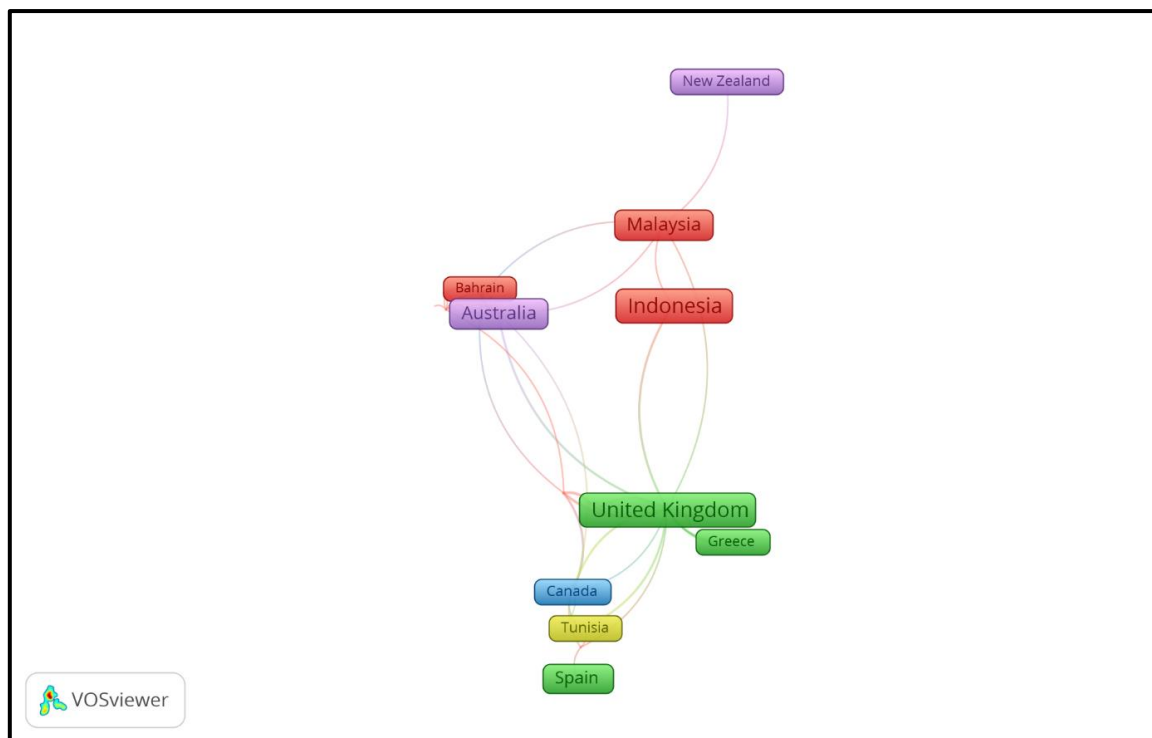 New Zealand
Malaysia
Bahrain
Indonesia
Australia
United Kingdom
Greece
Canada
Tunisia
Spain
VOSviewer